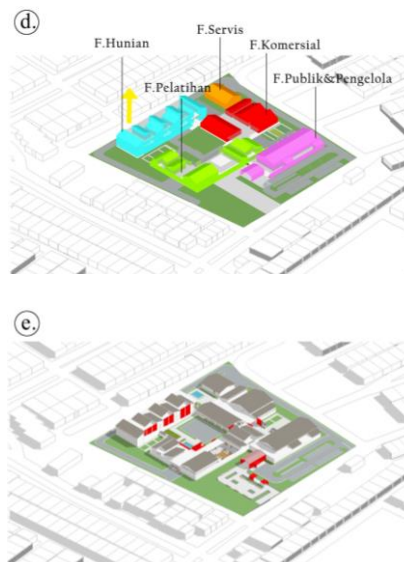 d.
F.Hunian
F.Servis
F.Komersial
F.Pelatihan
F.Publik&Pengelola
e.